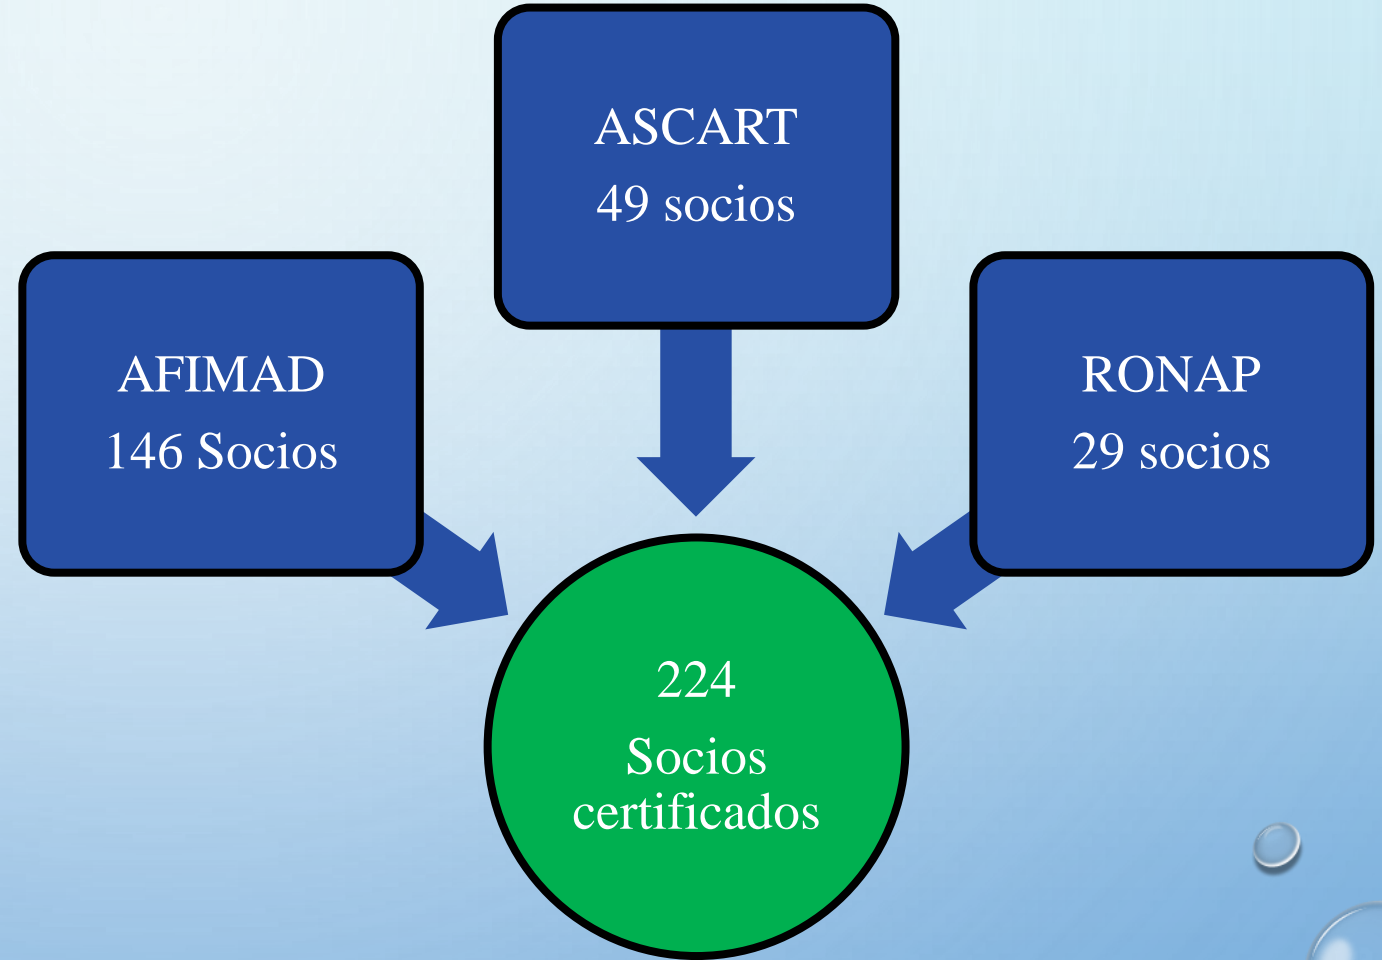 ASCART
49 socios
AFIMAD
146 Socios
RONAP
29 socios
224
Socios
certificados